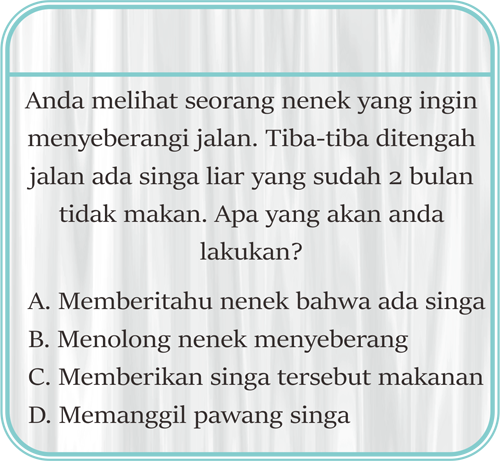 Anda melihat seorang nenek yang ingin
menyeberangi jalan. Tiba-tiba ditengah
jalan ada singa liar yang sudah 2 bulan
tidak makan. Apa yang akan anda
lakukan?
A. Memberitahu nenek bahwa ada singa
B. Menolong nenek menyeberang
C. Memberikan singa tersebut makanan
D. Memanggil pawang singa